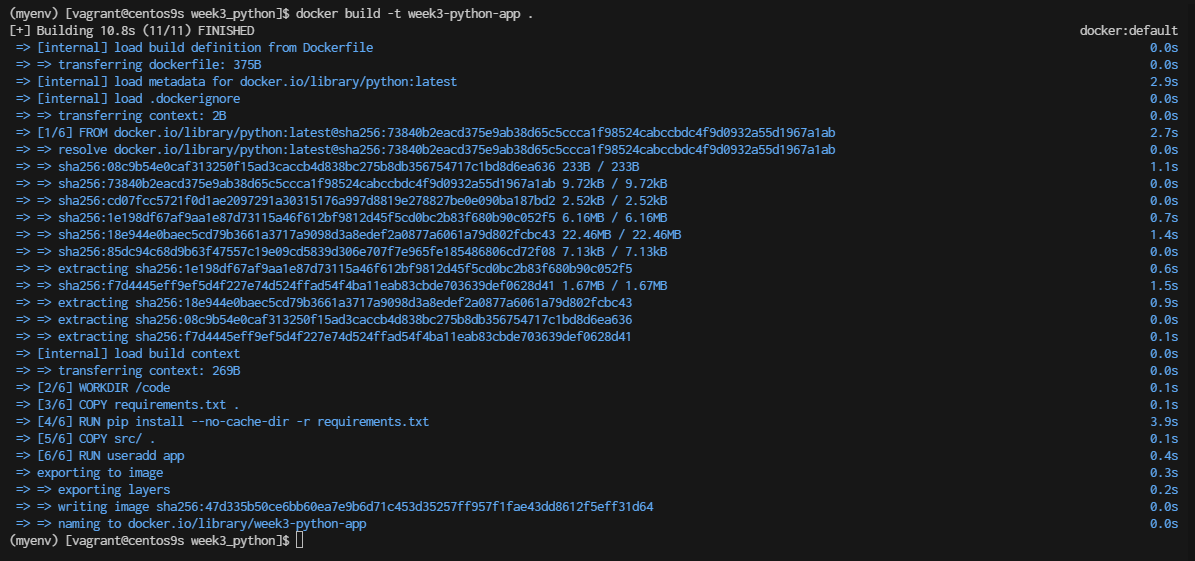 (myenv) [vagrant@centos9s week3_python]$ docker build -t week3-python-app .
[+] Building 10.8s (11/11) FINISHED docker:default
=> [internal] load build definition from Dockerfile 0.0s
=> => transferring dockerfile: 375B 0.0s
=> [internal] load metadata for docker.io/library/python:latest 2.9s
=> [internal] load .dockerignore 0.0s
=> => transferring context: 2B 0.0s
=> [1/6] FROM docker.io/library/python:latest@sha256:73840b2eacd375e9ab38d65c5ccca1f98524cabccbdc4f9d0932a55d1967a1ab 2.7s
=> => resolve docker.io/library/python:latest@sha256:73840b2eacd375e9ab38d65c5ccca1f98524cabccbdc4f9d0932a55d1967a1ab 0.0s
=> => sha256:08c9b54e0caf313250f15ad3caccb4d838bc275b8db356754717c1bd8d6ea636 233B / 233B 1.1s
=> => sha256:73840b2eacd375e9ab38d65c5ccca1f98524cabccbdc4f9d0932a55d1967a1ab 9.72kB / 9.72kB 0.0s
=> => sha256:cd07fcc5721f0d1ae2097291a30315176a997d8819e278827be0e090ba187bd2 2.52kB / 2.52kB 0.0s
=> => sha256:1e198df67af9aa1e87d73115a46f612bf9812d45f5cd0bc2b83f680b90c052f5 6.16MB / 6.16MB 0.7s
=> => sha256:18e944e0baec5cd79b3661a3717a9098d3a8edef2a0877a6061a79d802fcbc43 22.46MB / 22.46MB 1.4s
=> => sha256:85dc94c68d9b63f47557c19e09cd5839d306e707f7e965fe185486806cd72f08 7.13kB / 7.13kB 0.0s
=> => extracting sha256:1e198df67af9aa1e87d73115a46f612bf9812d45f5cd0bc2b83f680b90c052f5 0.6s
=> => sha256:f7d4445eff9ef5d4f227e74d524ffad54f4ba11eab83cbde703639def0628d41 1.67MB / 1.67MB 1.5s
=> => extracting sha256:18e944e0baec5cd79b3661a3717a9098d3a8edef2a0877a6061a79d802fcbc43 0.9s
=> => extracting sha256:08c9b54e0caf313250f15ad3caccb4d838bc275b8db356754717c1bd8d6ea636 0.0s
=> => extracting sha256:f7d4445eff9ef5d4f227e74d524ffad54f4ba11eab83cbde703639def0628d41 0.1s
=> [internal] load build context 0.0s
=> => transferring context: 269B 0.0s
=> [2/6] WORKDIR /code 0.1s
=> [3/6] COPY requirements.txt . 0.1s
=> [4/6] RUN pip install --no-cache-dir -r requirements.txt 3.9s
=> [5/6] COPY src/ . 0.1s
=> [6/6] RUN useradd app 0.4s
=> exporting to image 0.3s
=> => exporting layers 0.2s
=> => writing image sha256:47d335b50ce6bb60ea7e9b6d71c453d35257ff957f1fae43dd8612f5eff31d64 0.0s
=> => naming to docker.io/library/week3-python-app 0.0s
(myenv) [vagrant@centos9s week3_python]$